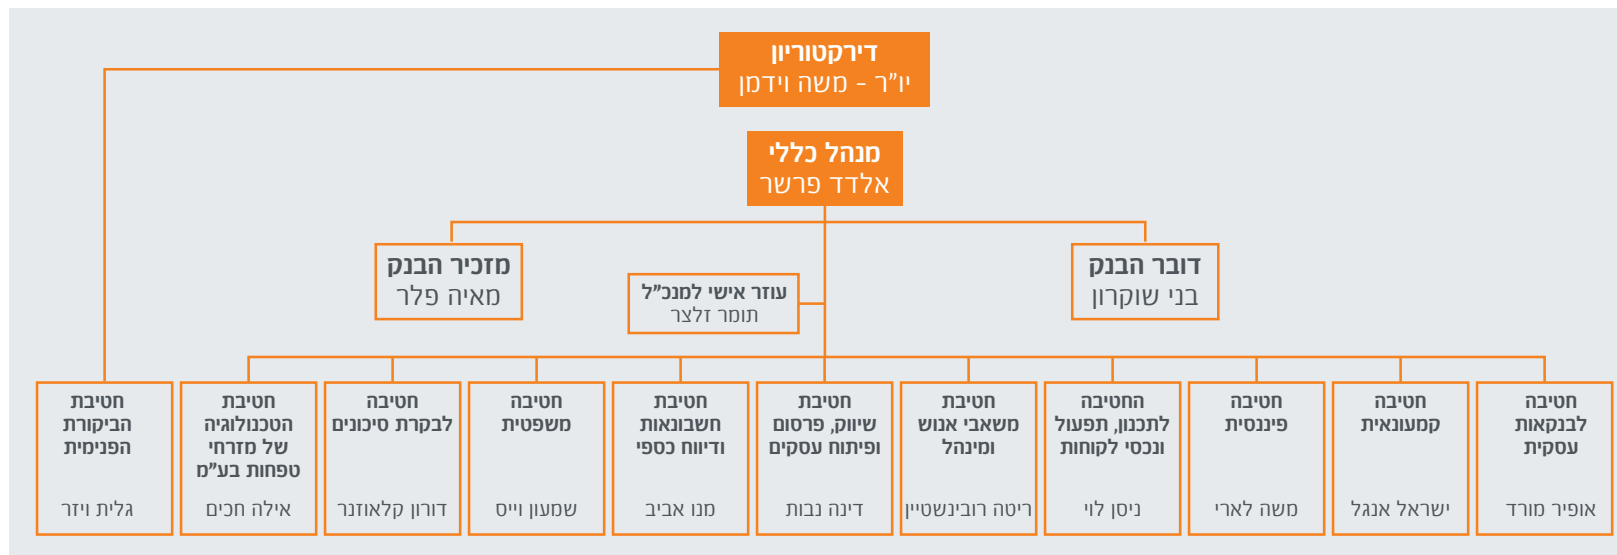 דירקטוריון
יו"ר - משה וידמן
מנהל כללי
אלדד פרשר
דובר הבנק
בני שוקרון
מזכיר הבנק
מאיה פלר
עוזר אישי למנכ"ל
תומר זלצר
חטיבה
לבנקאות
עסקית
אופיר מורד
חטיבה
קמעונאית
ישראל אנגל
חטיבה
פיננסית
משה לארי
החטיבה
לתכנון, תפעול
ונכסי לקוחות
ניסן לוי
חטיבת
משאבי אנוש
ומינהל
ריטה רובינשטיין
חטיבת
שיווק, פרסום
ופיתוח עסקים
דינה נבות
חטיבת
חשבונאות
ודיווח כספי
מנו אביב
חטיבה
משפטית
שמעון וייס
חטיבה
לבקרת סיכונים
דורון קלאוזנר
חטיבת
הטכנולוגיה
של מזרחי
טפחות בע"מ
אילה חכים
חטיבת
הביקורת
הפנימית
גלית ויזר